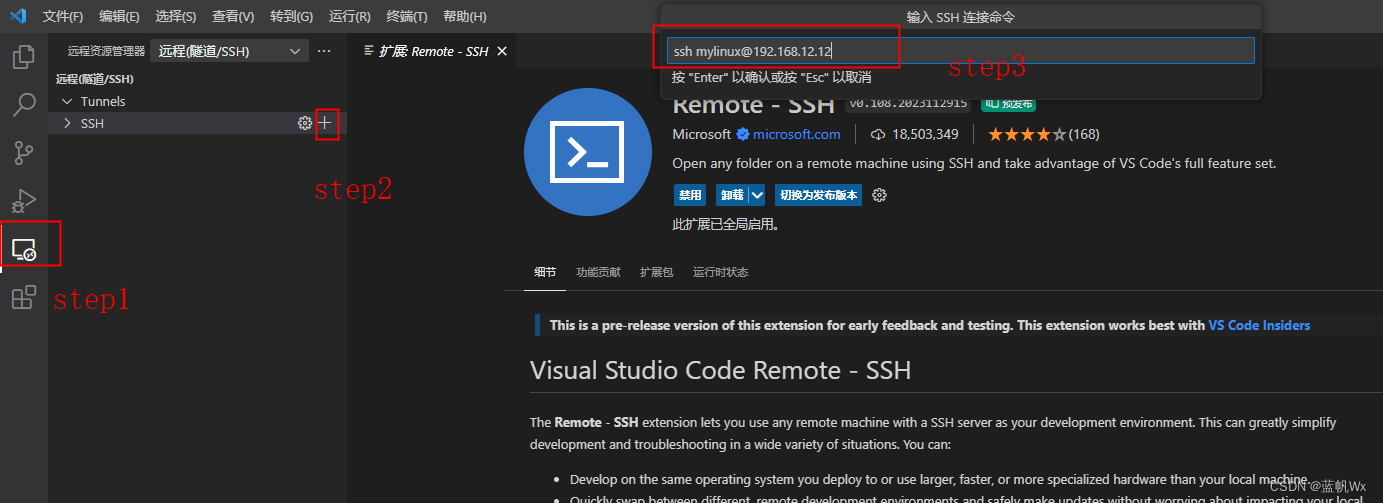 文件(F) 编辑(E) 选择(S) 查看(V) 转到(G) 运行(R) 终端(T) 帮助(H)
输入 SSH 连接命令
远程资源管理器 远程(隧道/SSH)
扩展: Remote - SSH
ssh mylinux@192.168.12.12
step3
按 "Enter" 以确认或按 "Esc" 以取消
远程(隧道/SSH)
Tunnels
SSH
step2
step1
Remote - SSH v0.108.2023112915 预发布
Microsoft microsoft.com 18,503,349 (168)
Open any folder on a remote machine using SSH and take advantage of VS Code's full feature set.
禁用 卸载 切换为发布版本
此扩展已全局启用。
细节 功能贡献 扩展包 运行时状态
This is a pre-release version of this extension for early feedback and testing. This extension works best with VS Code Insiders
Visual Studio Code Remote - SSH
The Remote - SSH extension lets you use any remote machine with a SSH server as your development environment. This can greatly simplify
development and troubleshooting in a wide variety of situations. You can:
• Develop on the same operating system you deploy to or use larger, faster, or more specialized hardware than your local machine.
• Quickly swap between different, remote development environments and safely make updates without worrying about impacting your local
CSDN @蓝帆Wx